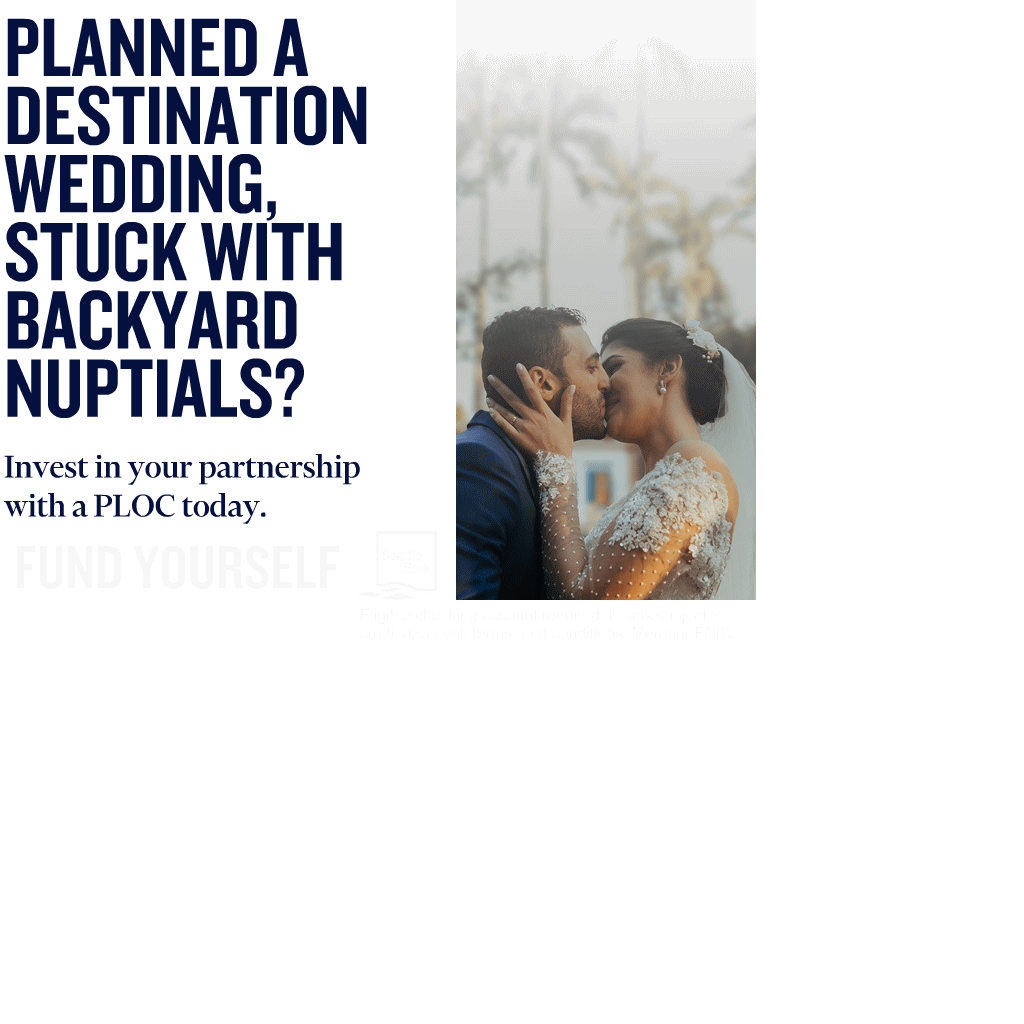 PLANNED A
DESTINATION
WEDDING,
STUCK WITH
BACKYARD
NUPTIALS?
Invest in your partnership
with a PLOC today.
FUND YOURSELF